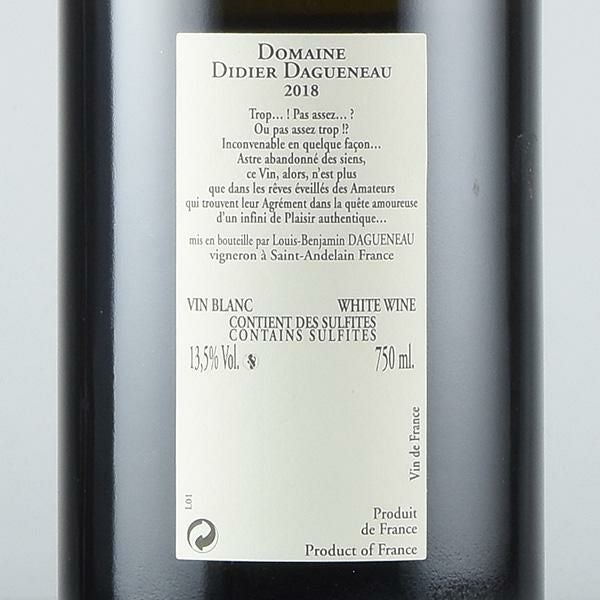 DOMAINE
DIDIER DAGUENEAU
2018
Trop... ! Pas assez... ?
Ou pas assez trop !?
Inconvenable en quelque façon...
Astre abandonné des siens,
ce Vin, alors, n'est plus
que dans les rêves éveillés des Amateurs
qui trouvent leur Agrément dans la quête amoureuse
d'un infini de Plaisir authentique...
mis en bouteille par Louis-Benjamin DAGUENEAU
vigneron à Saint-Andelain France
VIN BLANC WHITE WINE
CONTIENT DES SULFITES
CONTAINS SULFITES
13,5% Vol. 750 ml.
Vin de France
L01
Produit
de France
Product of France